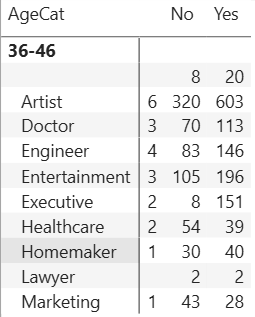 AgeCat No Yes
36-46
8 20
Artist 6 320 603
Doctor 3 70 113
Engineer 4 83 146
Entertainment 3 105 196
Executive 2 8 151
Healthcare 2 54 39
Homemaker 1 30 40
Lawyer 2 2
Marketing 1 43 28